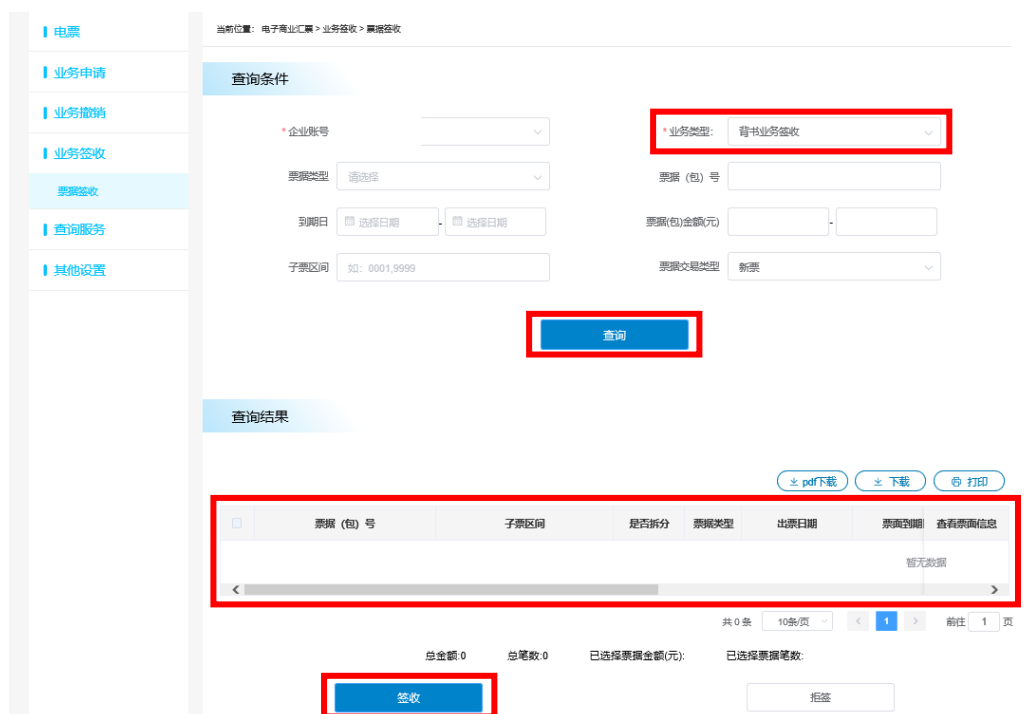 电票
业务申请
业务撤销
业务签收
票据签收
查询服务
其他设置
当前位置： 电子商业汇票 > 业务签收 > 票据签收
查询条件
* 企业账号
* 业务类型: 背书业务签收
票据类型 请选择
票据（包）号
到期日 选择日期 - 选择日期
票据(包)金额(元) -
子票区间 如：0001,9999
票据交易类型 新票
查询
查询结果
pdf下载 下载 打印
票据（包）号 子票区间 是否拆分 票据类型 出票日期 票面到期 查看票面信息
暂无数据
共 0 条 10条/页 < 1 > 前往 1 页
总金额:0 总笔数:0 已选择票据金额(元): 已选择票据笔数:
签收 拒签